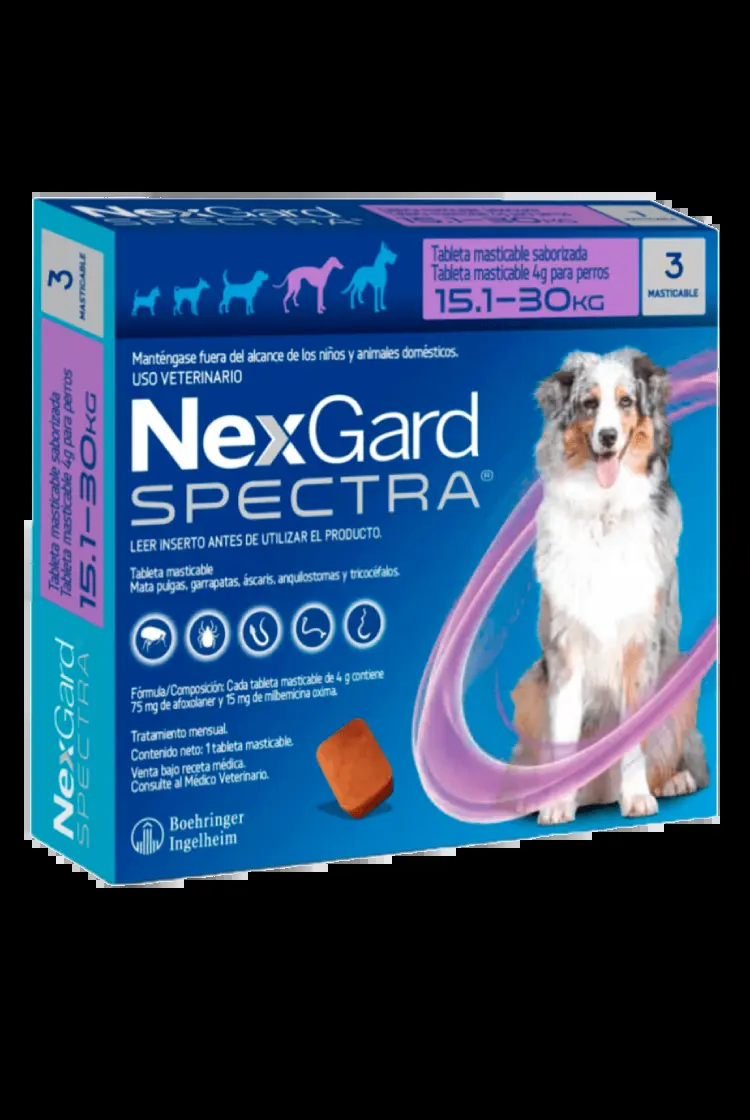 NexGard
SPECTRA
1
3
MASTICABLE
Tableta masticable saborizada
Tableta masticable 4g para perros
15.1-30KG
NexGard
SPECTRA
Tableta masticable saborizada
Tableta masticable 4g para perros
15.1-30KG
3
MASTICABLE
Manténgase fuera del alcance de los niños y animales domésticos.
USO VETERINARIO
NexGard
SPECTRA®
LEER INSERTO ANTES DE UTILIZAR EL PRODUCTO.
Tableta masticable
Mata pulgas, garrapatas, áscaris, anquilostomas y tricocéfalos.
Fórmula/Composición: Cada tableta masticable de 4 g contiene
75 mg de afoxolaner y 15 mg de milbemicina oxima.
Tratamiento mensual.
Contenido neto: 1 tableta masticable.
Venta bajo receta médica.
Consulte al Médico Veterinario.
Boehringer
Ingelheim